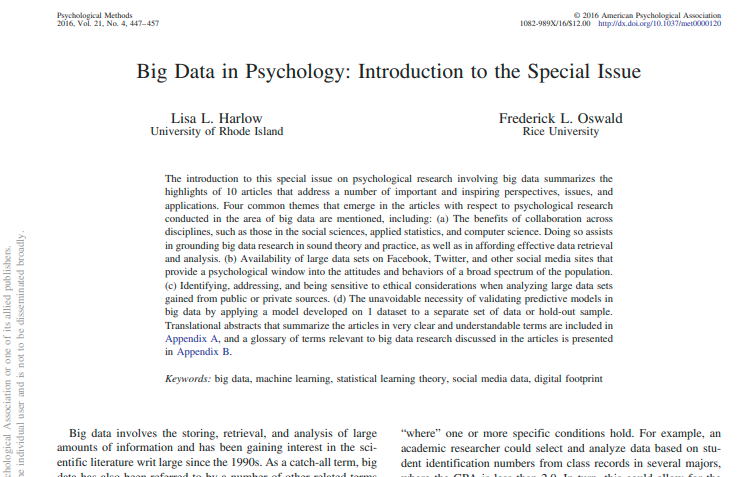 Psychological Methods
2016, Vol. 21, No. 4, 447–457
© 2016 American Psychological Association
1082-989X/16/$12.00 http://dx.doi.org/10.1037/met0000120
Big Data in Psychology: Introduction to the Special Issue
Lisa L. Harlow
University of Rhode Island
Frederick L. Oswald
Rice University
The introduction to this special issue on psychological research involving big data summarizes the
highlights of 10 articles that address a number of important and inspiring perspectives, issues, and
applications. Four common themes that emerge in the articles with respect to psychological research
conducted in the area of big data are mentioned, including: (a) The benefits of collaboration across
disciplines, such as those in the social sciences, applied statistics, and computer science. Doing so assists
in grounding big data research in sound theory and practice, as well as in affording effective data retrieval
and analysis. (b) Availability of large data sets on Facebook, Twitter, and other social media sites that
provide a psychological window into the attitudes and behaviors of a broad spectrum of the population.
(c) Identifying, addressing, and being sensitive to ethical considerations when analyzing large data sets
gained from public or private sources. (d) The unavoidable necessity of validating predictive models in
big data by applying a model developed on 1 dataset to a separate set of data or hold-out sample.
Translational abstracts that summarize the articles in very clear and understandable terms are included in
Appendix A, and a glossary of terms relevant to big data research discussed in the articles is presented
in Appendix B.
Keywords: big data, machine learning, statistical learning theory, social media data, digital footprint
Big data involves the storing, retrieval, and analysis of large
amounts of information and has been gaining interest in the sci-
entific literature writ large since the 1990s. As a catch-all term, big
data has also been referred to by a number of other related terms
“where” one or more specific conditions hold. For example, an
academic researcher could select and analyze data based on stu-
dent identification numbers from class records in several majors,
where the GPA is less than 2.0. In turn, this could allow for the
chological Association or one of its allied publishers.
ne individual user and is not to be disseminated broadly.